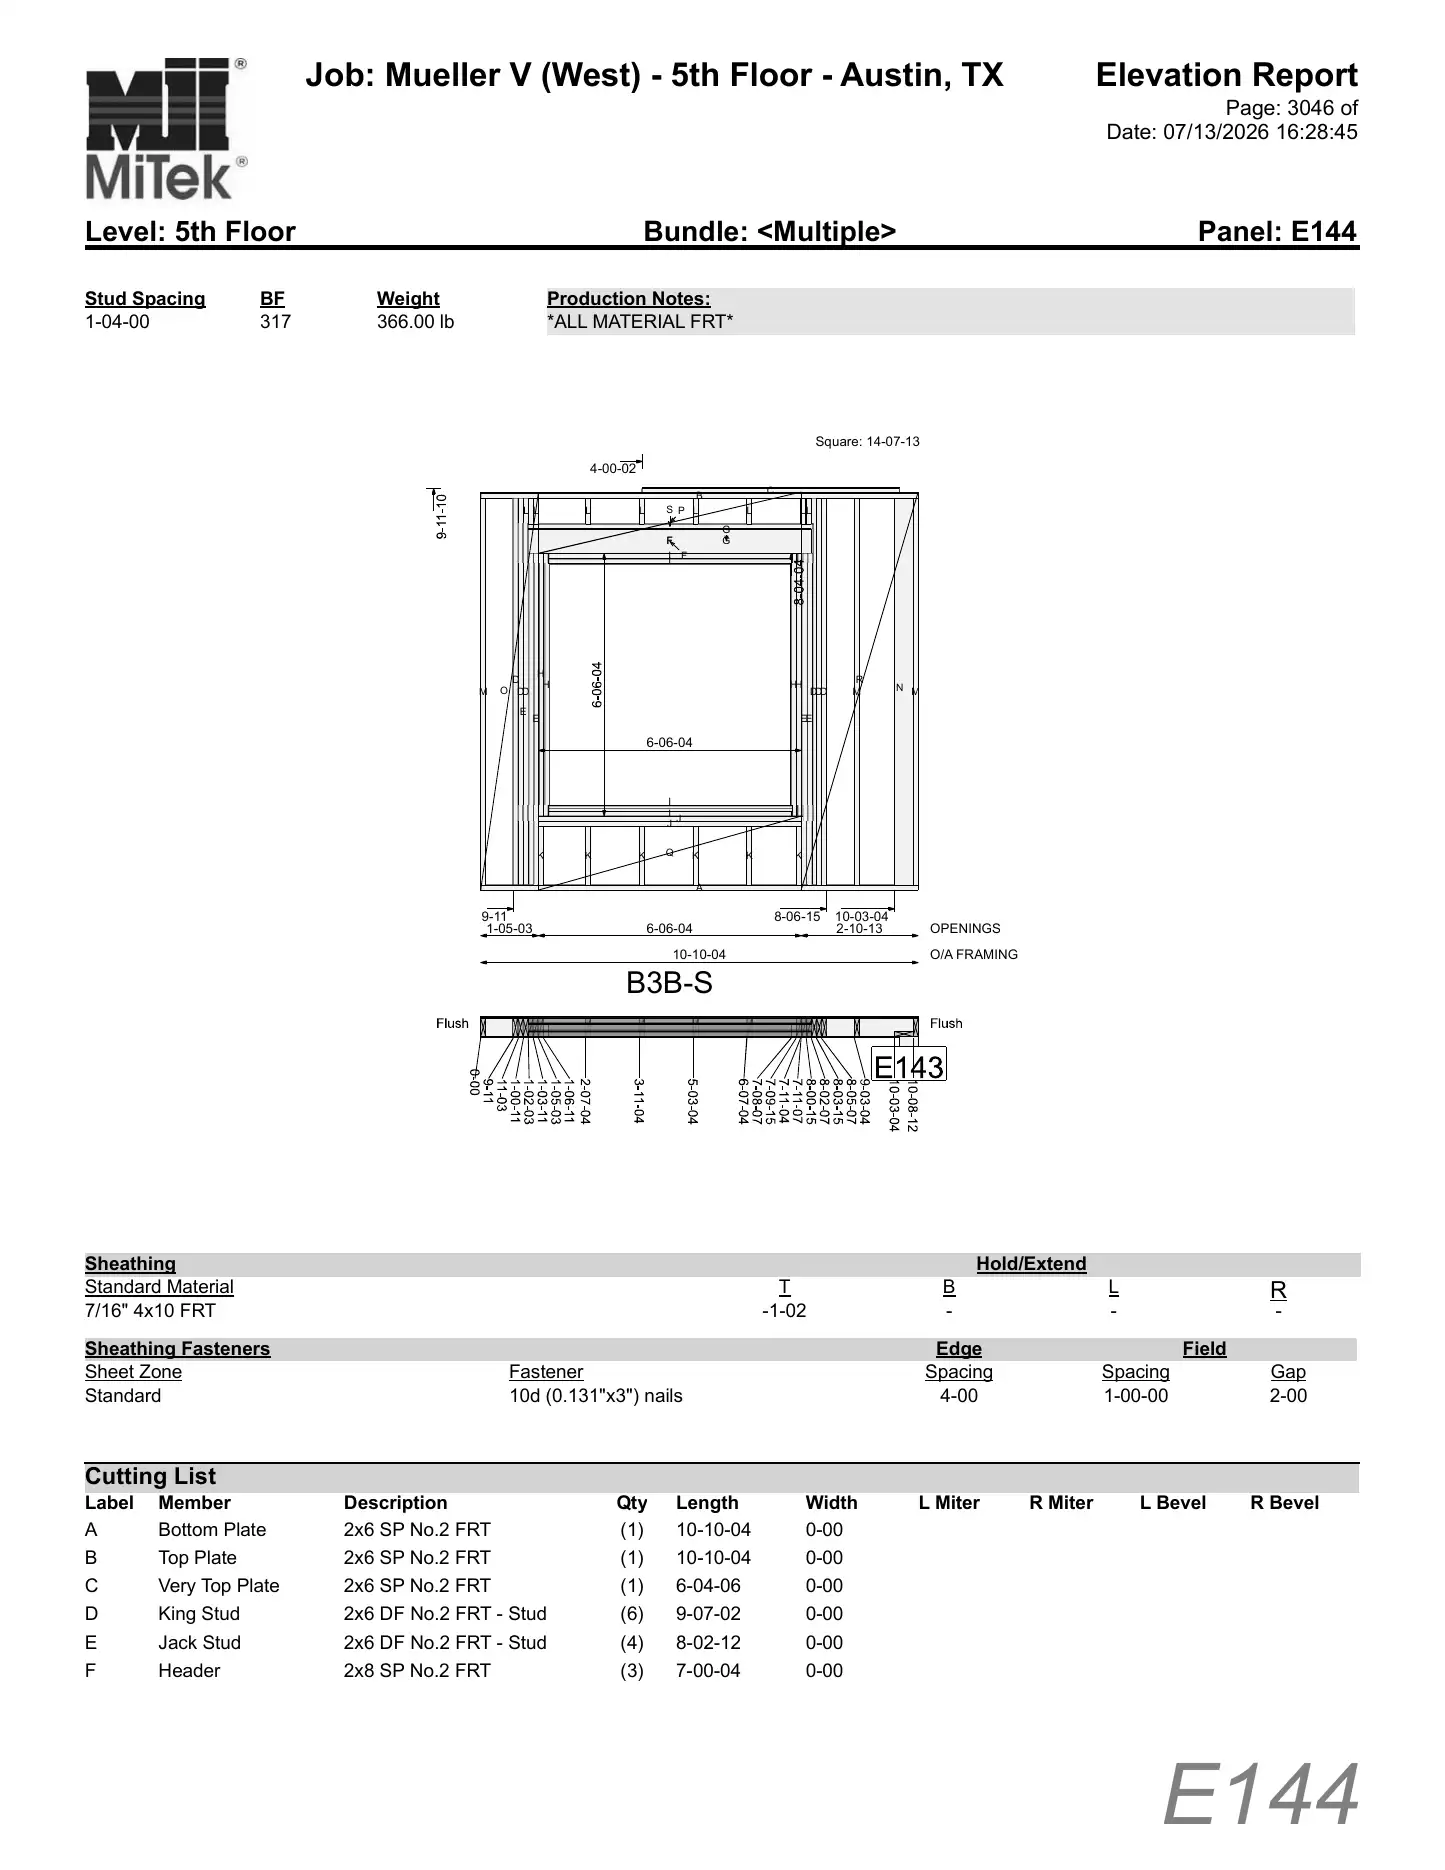 MiTek
Job: Mueller V (West) - 5th Floor - Austin, TX
Elevation Report
Page: 3046 of
Date: 07/13/2026 16:28:45
Level: 5th Floor Bundle: <Multiple> Panel: E144
Stud Spacing BF Weight Production Notes:
1-04-00 317 366.00 lb *ALL MATERIAL FRT*
Square: 14-07-13
4-00-02
9-11-10
C
B
L L L S P L L L
G
F G
F
I
8-04-04
6-06-04
H H H
D R
M O D D D D D M N M
E E E E
6-06-04
I
J
J
K K K Q K K K
A
9-11 8-06-15 10-03-04
1-05-03 6-06-04 2-10-13 OPENINGS
10-10-04 O/A FRAMING
B3B-S
Flush Flush
E143
0-00
9-11
11-03
1-00-11
1-02-03
1-03-11
1-05-03
1-06-11
2-07-04
3-11-04
5-03-04
6-07-04
7-08-07
7-09-15
7-11-04
7-11-07
8-00-15
8-02-07
8-03-15
8-05-07
9-03-04
10-03-04
10-08-12
Sheathing Hold/Extend
Standard Material T B L R
7/16" 4x10 FRT -1-02 - - -
Sheathing Fasteners Edge Field
Sheet Zone Fastener Spacing Spacing Gap
Standard 10d (0.131"x3") nails 4-00 1-00-00 2-00
Cutting List
Label Member Description Qty Length Width L Miter R Miter L Bevel R Bevel
A Bottom Plate 2x6 SP No.2 FRT (1) 10-10-04 0-00
B Top Plate 2x6 SP No.2 FRT (1) 10-10-04 0-00
C Very Top Plate 2x6 SP No.2 FRT (1) 6-04-06 0-00
D King Stud 2x6 DF No.2 FRT - Stud (6) 9-07-02 0-00
E Jack Stud 2x6 DF No.2 FRT - Stud (4) 8-02-12 0-00
F Header 2x8 SP No.2 FRT (3) 7-00-04 0-00
E144